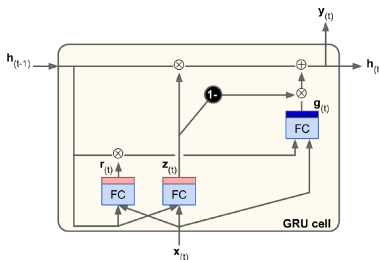 y(t)
h(t-1)
h(t
1-
g(t)
FC
r(t)
z(t)
FC
FC
GRU cell
x(t)